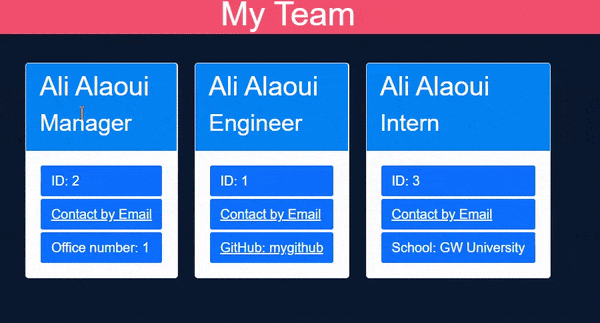 My Team
Ali Alaoui
Manager
ID: 2
Contact by Email
Office number: 1
Ali Alaoui
Engineer
ID: 1
Contact by Email
GitHub: mygithub
Ali Alaoui
Intern
ID: 3
Contact by Email
School: GW University